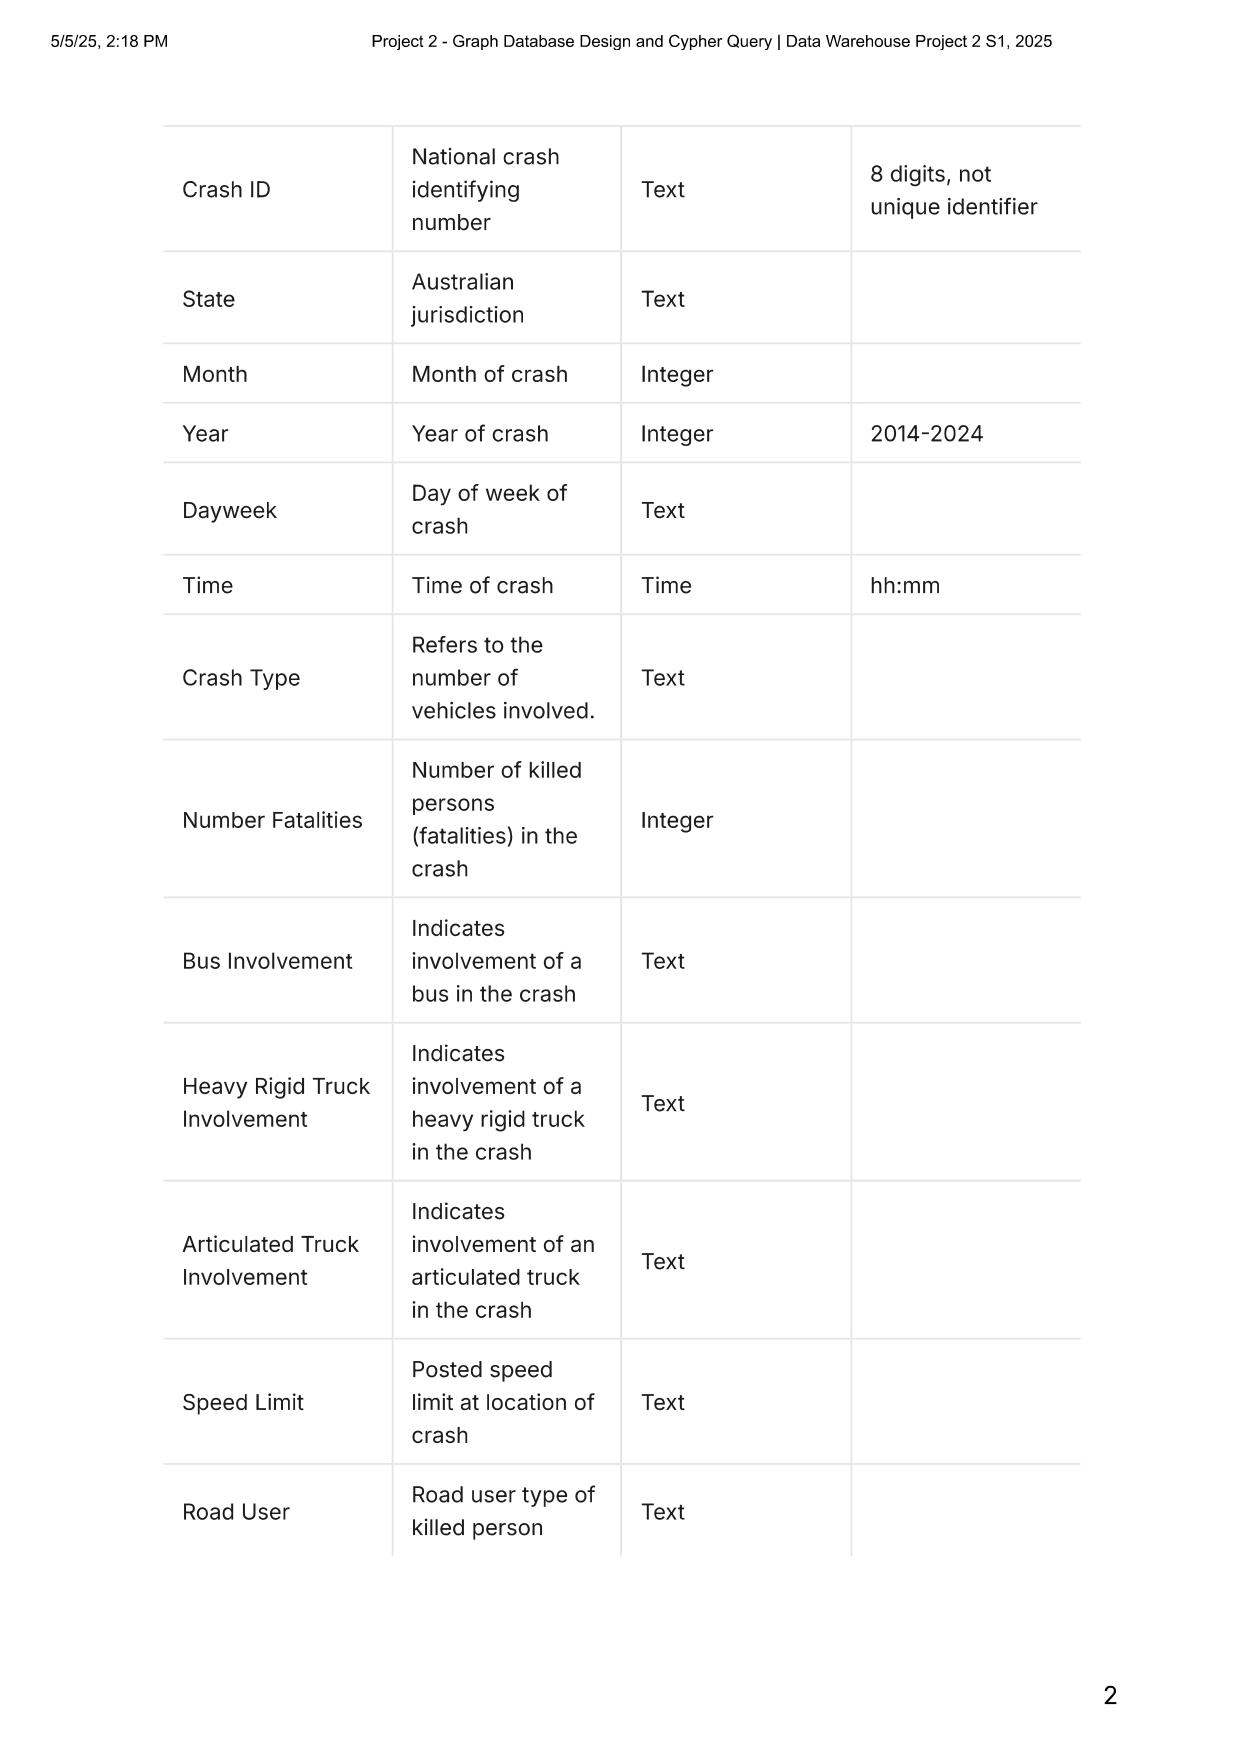 5/5/25, 2:18 PM
Project 2 - Graph Database Design and Cypher Query | Data Warehouse Project 2 S1, 2025
Crash ID
National crash
identifying
number
Text
8 digits, not
unique identifier
State
Australian
jurisdiction
Text
Month
Month of crash
Integer
Year
Year of crash
Integer
2014-2024
Dayweek
Day of week of
crash
Text
Time
Time of crash
Time
hh:mm
Crash Type
Refers to the
number of
vehicles involved.
Text
Number Fatalities
Number of killed
persons
(fatalities) in the
crash
Integer
Bus Involvement
Indicates
involvement of a
bus in the crash
Text
Heavy Rigid Truck
Involvement
Indicates
involvement of a
heavy rigid truck
in the crash
Text
Articulated Truck
Involvement
Indicates
involvement of an
articulated truck
in the crash
Text
Speed Limit
Posted speed
limit at location of
crash
Text
Road User
Road user type of
killed person
Text
2